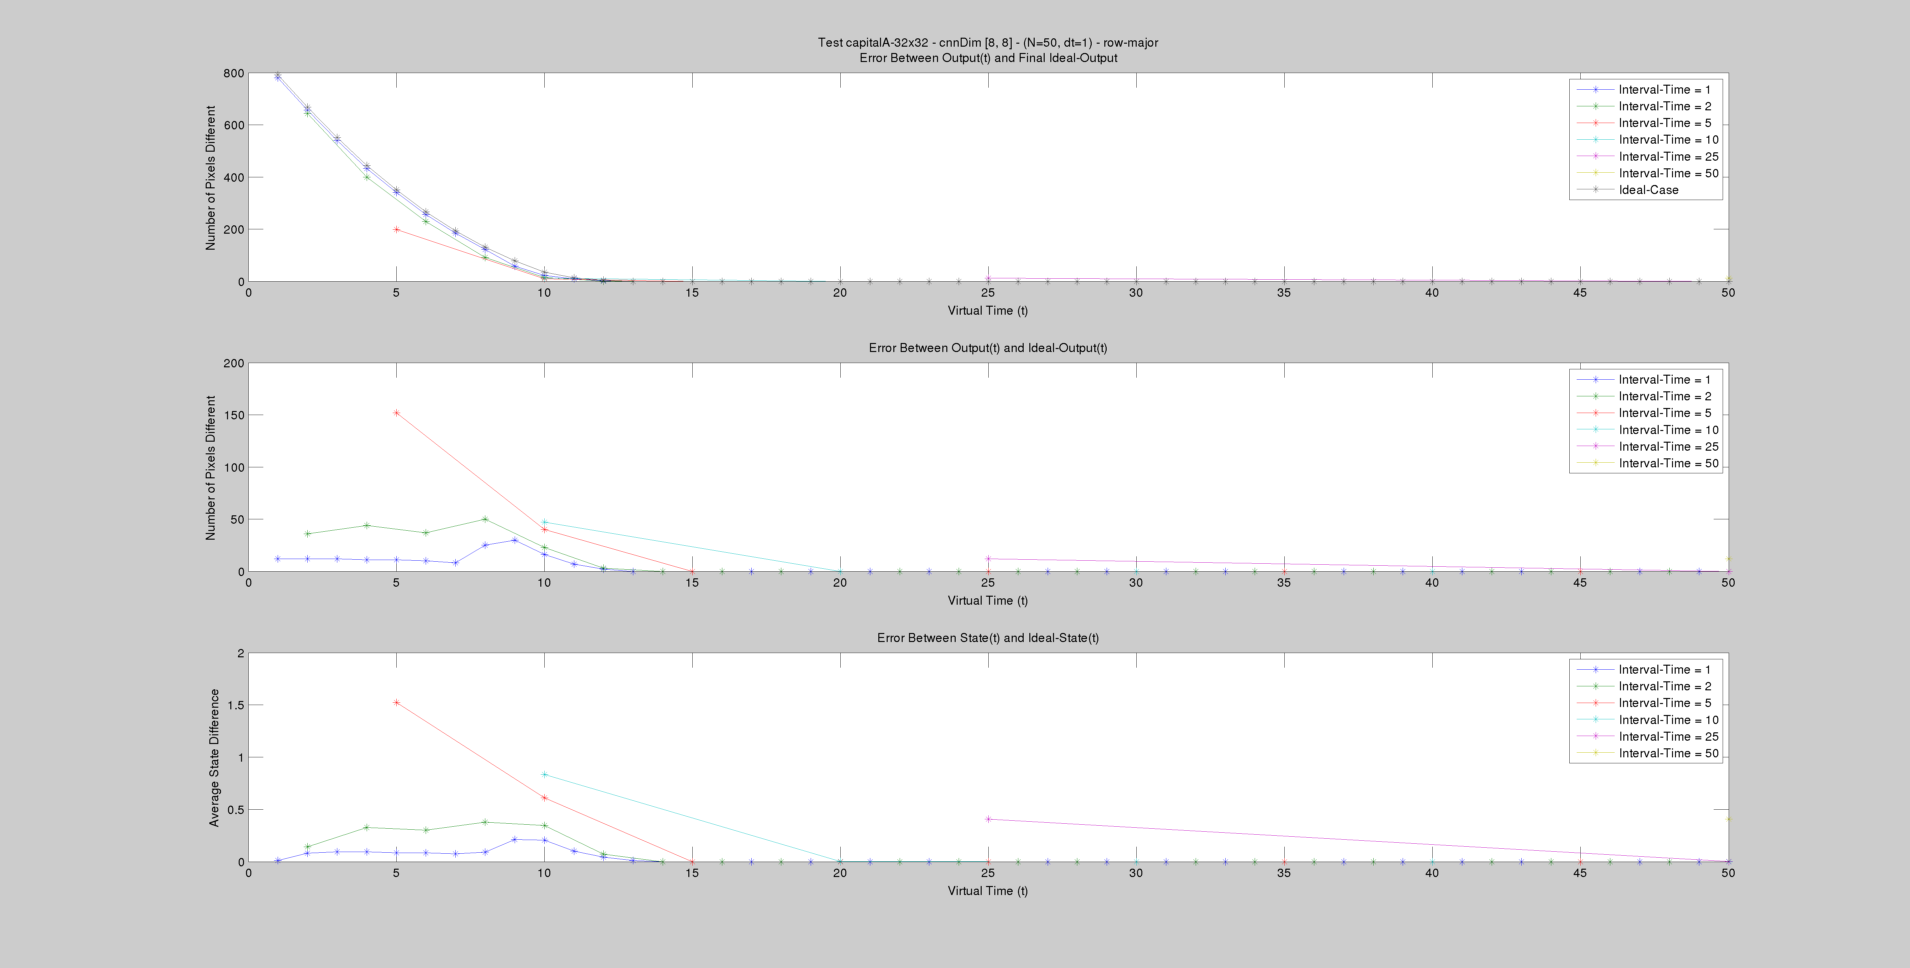 Test capitalA-32x32 - cnnDim [8, 8] - (N=50, dt=1) - row-major
Error Between Output(t) and Final Ideal-Output
Number of Pixels Different
800
600
400
200
0
0 5 10 15 20 25 30 35 40 45 50
Virtual Time (t)
Interval-Time = 1
Interval-Time = 2
Interval-Time = 5
Interval-Time = 10
Interval-Time = 25
Interval-Time = 50
Ideal-Case
Error Between Output(t) and Ideal-Output(t)
Number of Pixels Different
200
150
100
50
0
0 5 10 15 20 25 30 35 40 45 50
Virtual Time (t)
Interval-Time = 1
Interval-Time = 2
Interval-Time = 5
Interval-Time = 10
Interval-Time = 25
Interval-Time = 50
Error Between State(t) and Ideal-State(t)
Average State Difference
2
1.5
1
0.5
0
0 5 10 15 20 25 30 35 40 45 50
Virtual Time (t)
Interval-Time = 1
Interval-Time = 2
Interval-Time = 5
Interval-Time = 10
Interval-Time = 25
Interval-Time = 50